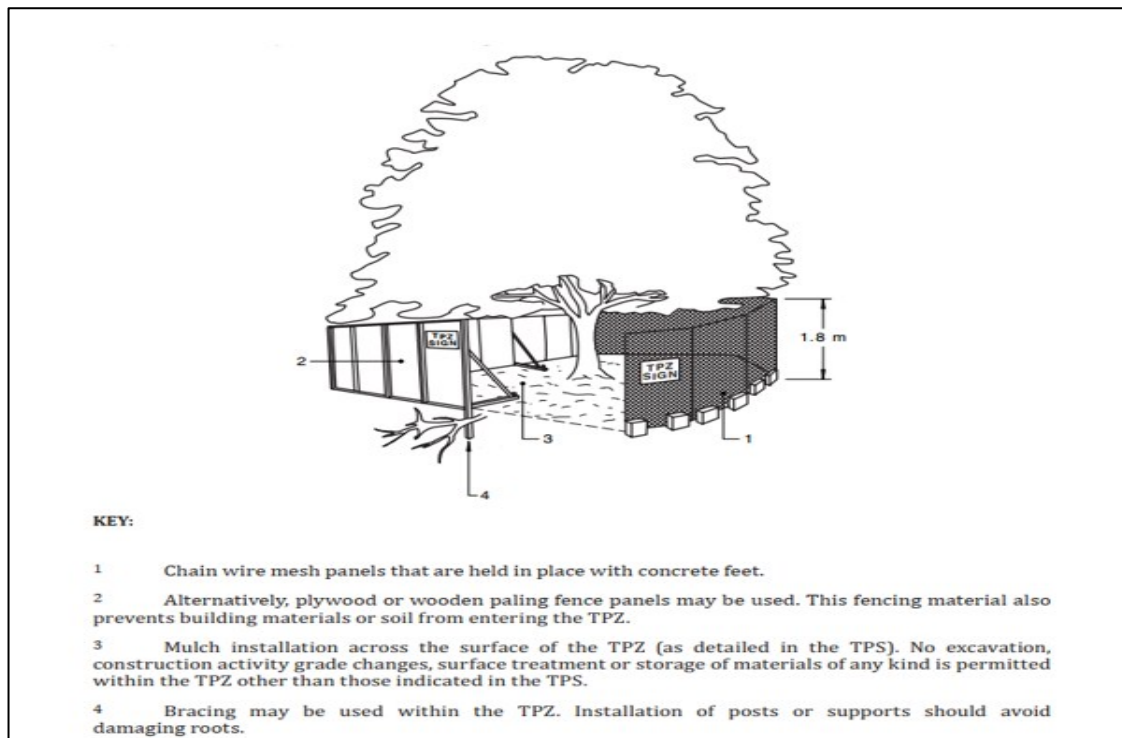 TPZ
SIGN
1.8 m
2
TPZ
SIGN
3
1
4
KEY:
1 Chain wire mesh panels that are held in place with concrete feet.
2 Alternatively, plywood or wooden paling fence panels may be used. This fencing material also
prevents building materials or soil from entering the TPZ.
3 Mulch installation across the surface of the TPZ (as detailed in the TPS). No excavation,
construction activity grade changes, surface treatment or storage of materials of any kind is permitted
within the TPZ other than those indicated in the TPS.
4 Bracing may be used within the TPZ. Installation of posts or supports should avoid
damaging roots.